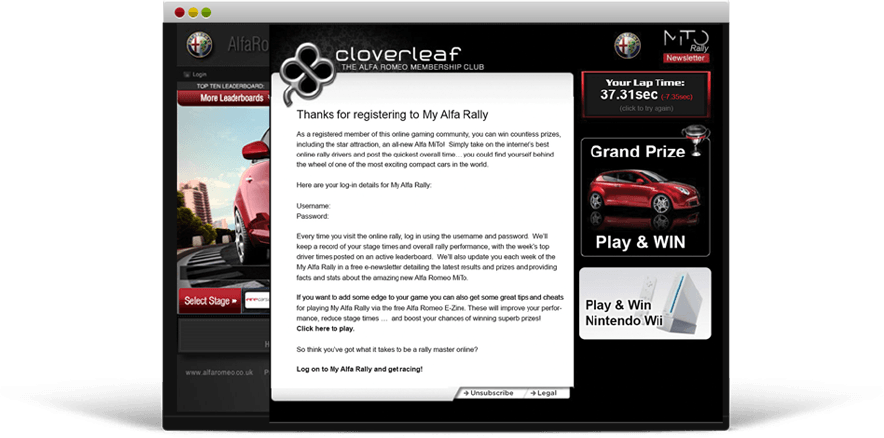 AlfaRo
Login
TOP TEN LEADERBOARD:
More Leaderboards
Select Stage »
www.alfaromeo.co.uk P
H
cloverleaf
THE ALFA ROMEO MEMBERSHIP CLUB
Thanks for registering to My Alfa Rally
As a registered member of this online gaming community, you can win countless prizes,
including the star attraction, an all-new Alfa MiTo! Simply take on the internet's best
online rally drivers and post the quickest overall time... you could find yourself behind
the wheel of one of the most exciting compact cars in the world.
Here are your log-in details for My Alfa Rally:
Username:
Password:
Every time you visit the online rally, log in using the username and password. We'll
keep a record of your stage times and overall rally performance, with the week's top
driver times posted on an active leaderboard. We'll also update you each week of the
My Alfa Rally in a free e-newsletter detailing the latest results and prizes and providing
facts and stats about the amazing new Alfa Romeo MiTo.
If you want to add some edge to your game you can also get some great tips and cheats
for playing My Alfa Rally via the free Alfa Romeo E-Zine. These will improve your perfor-
mance, reduce stage times ... and boost your chances of winning superb prizes!
Click here to play.
So think you've got what it takes to be a rally master online?
Log on to My Alfa Rally and get racing!
Unsubscribe
Legal
MiTO
Rally
Newsletter
Your Lap Time:
37.31sec (-7.35sec)
(click to try again)
Grand Prize
Play & WIN
Play & Win
Nintendo Wii